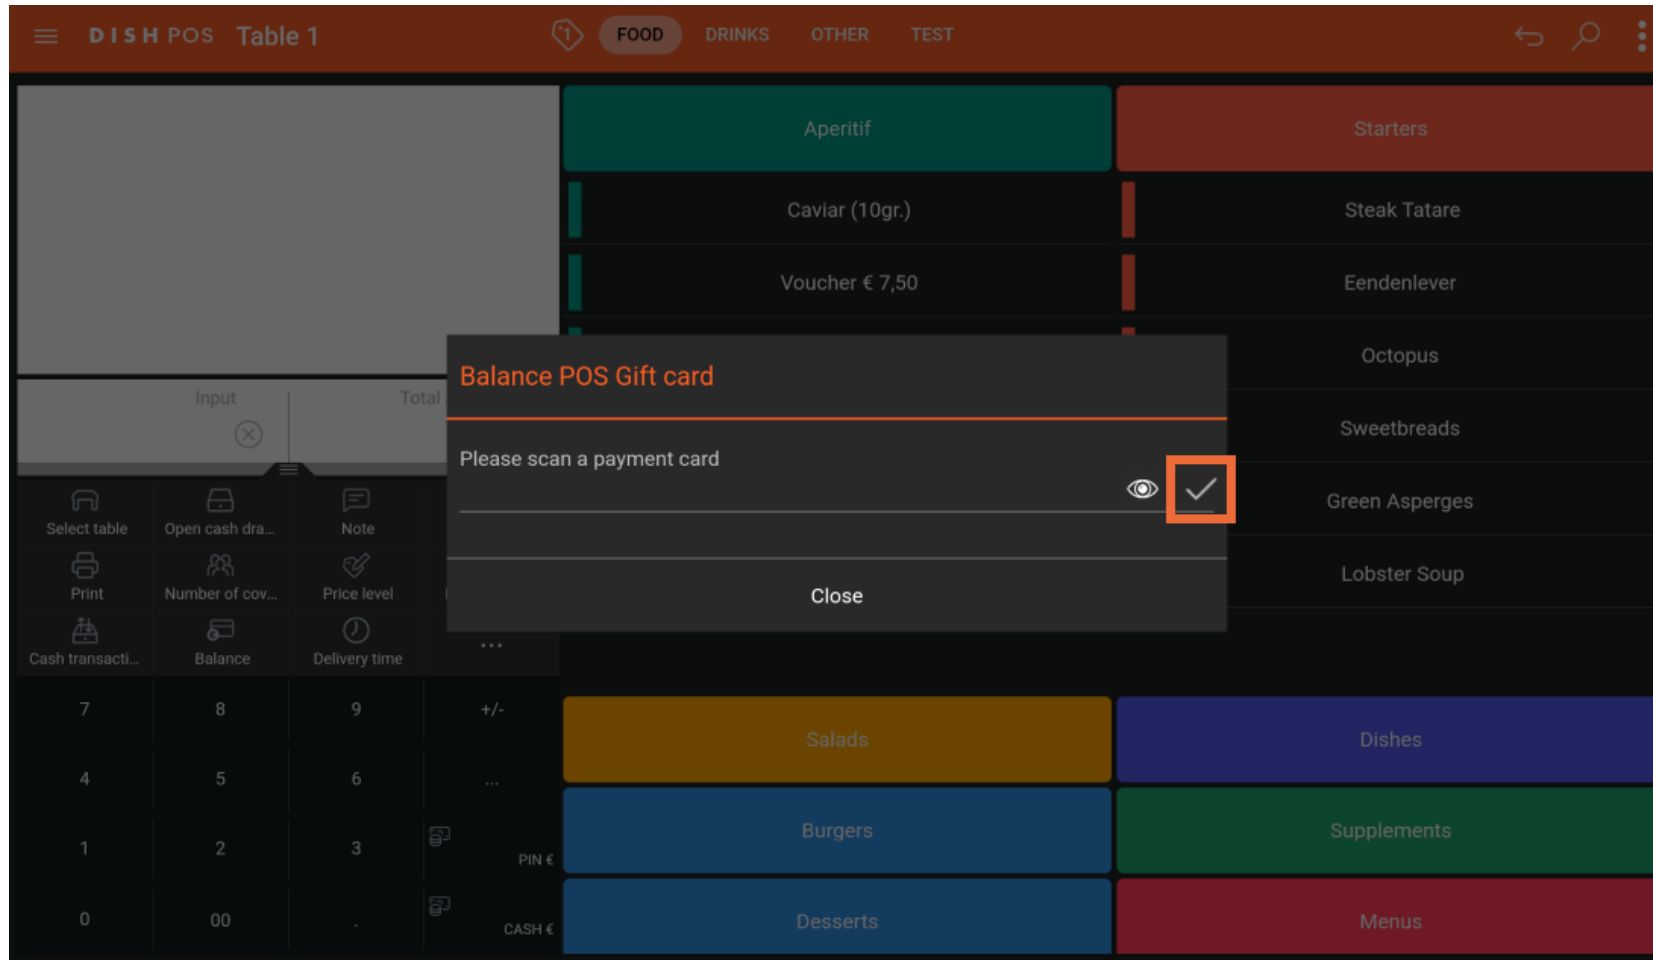 DISH POS Table 1
FOOD DRINKS OTHER TEST
Aperitif
Starters
Caviar (10gr.)
Steak Tatare
Voucher € 7,50
Eendenlever
Octopus
Balance POS Gift card
Input
Total
Sweetbreads
Please scan a payment card
Green Asperges
Select table
Open cash dra...
Note
Lobster Soup
Print
Number of cov...
Price level
Close
Cash transacti...
Balance
Delivery time
...
7 8 9 +/-
Salads
Dishes
4 5 6 ...
Burgers
Supplements
1 2 3 PIN €
Desserts
Menus
0 00 . CASH €